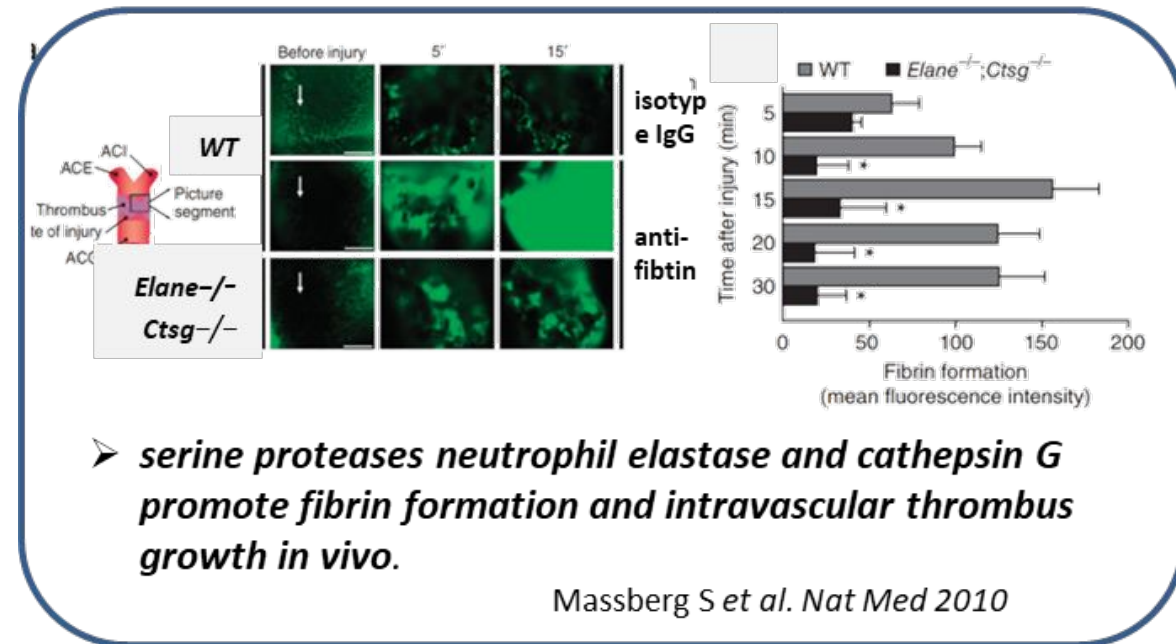 Before injury 5′ 15′
WT
isotyp
e IgG
ACI
ACE
Picture
segment
Thrombus
te of injury
ACC
anti-
fibtin
Elane−/−
Ctsg−/−
WT Elane−/−;Ctsg−/−
Time after injury (min)
5
10 *
15 *
20 *
30 *
0 50 100 150 200
Fibrin formation
(mean fluorescence intensity)
➢ serine proteases neutrophil elastase and cathepsin G
promote fibrin formation and intravascular thrombus
growth in vivo.
Massberg S et al. Nat Med 2010